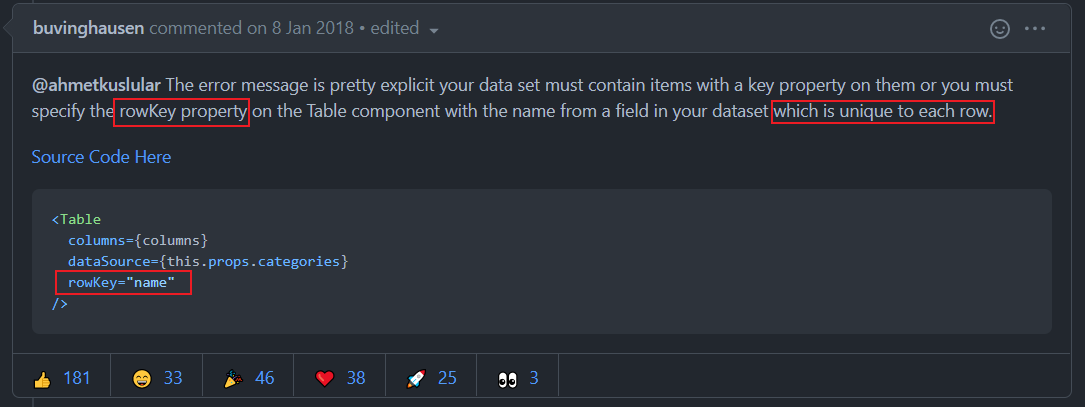 buvinghausen commented on 8 Jan 2018 • edited
@ahmetkuslular The error message is pretty explicit your data set must contain items with a key property on them or you must
specify the rowKey property on the Table component with the name from a field in your dataset which is unique to each row.
Source Code Here
<Table
columns={columns}
dataSource={this.props.categories}
rowKey="name"
/>
👍 181 😄 33 🎉 46 ❤️ 38 🚀 25 👀 3